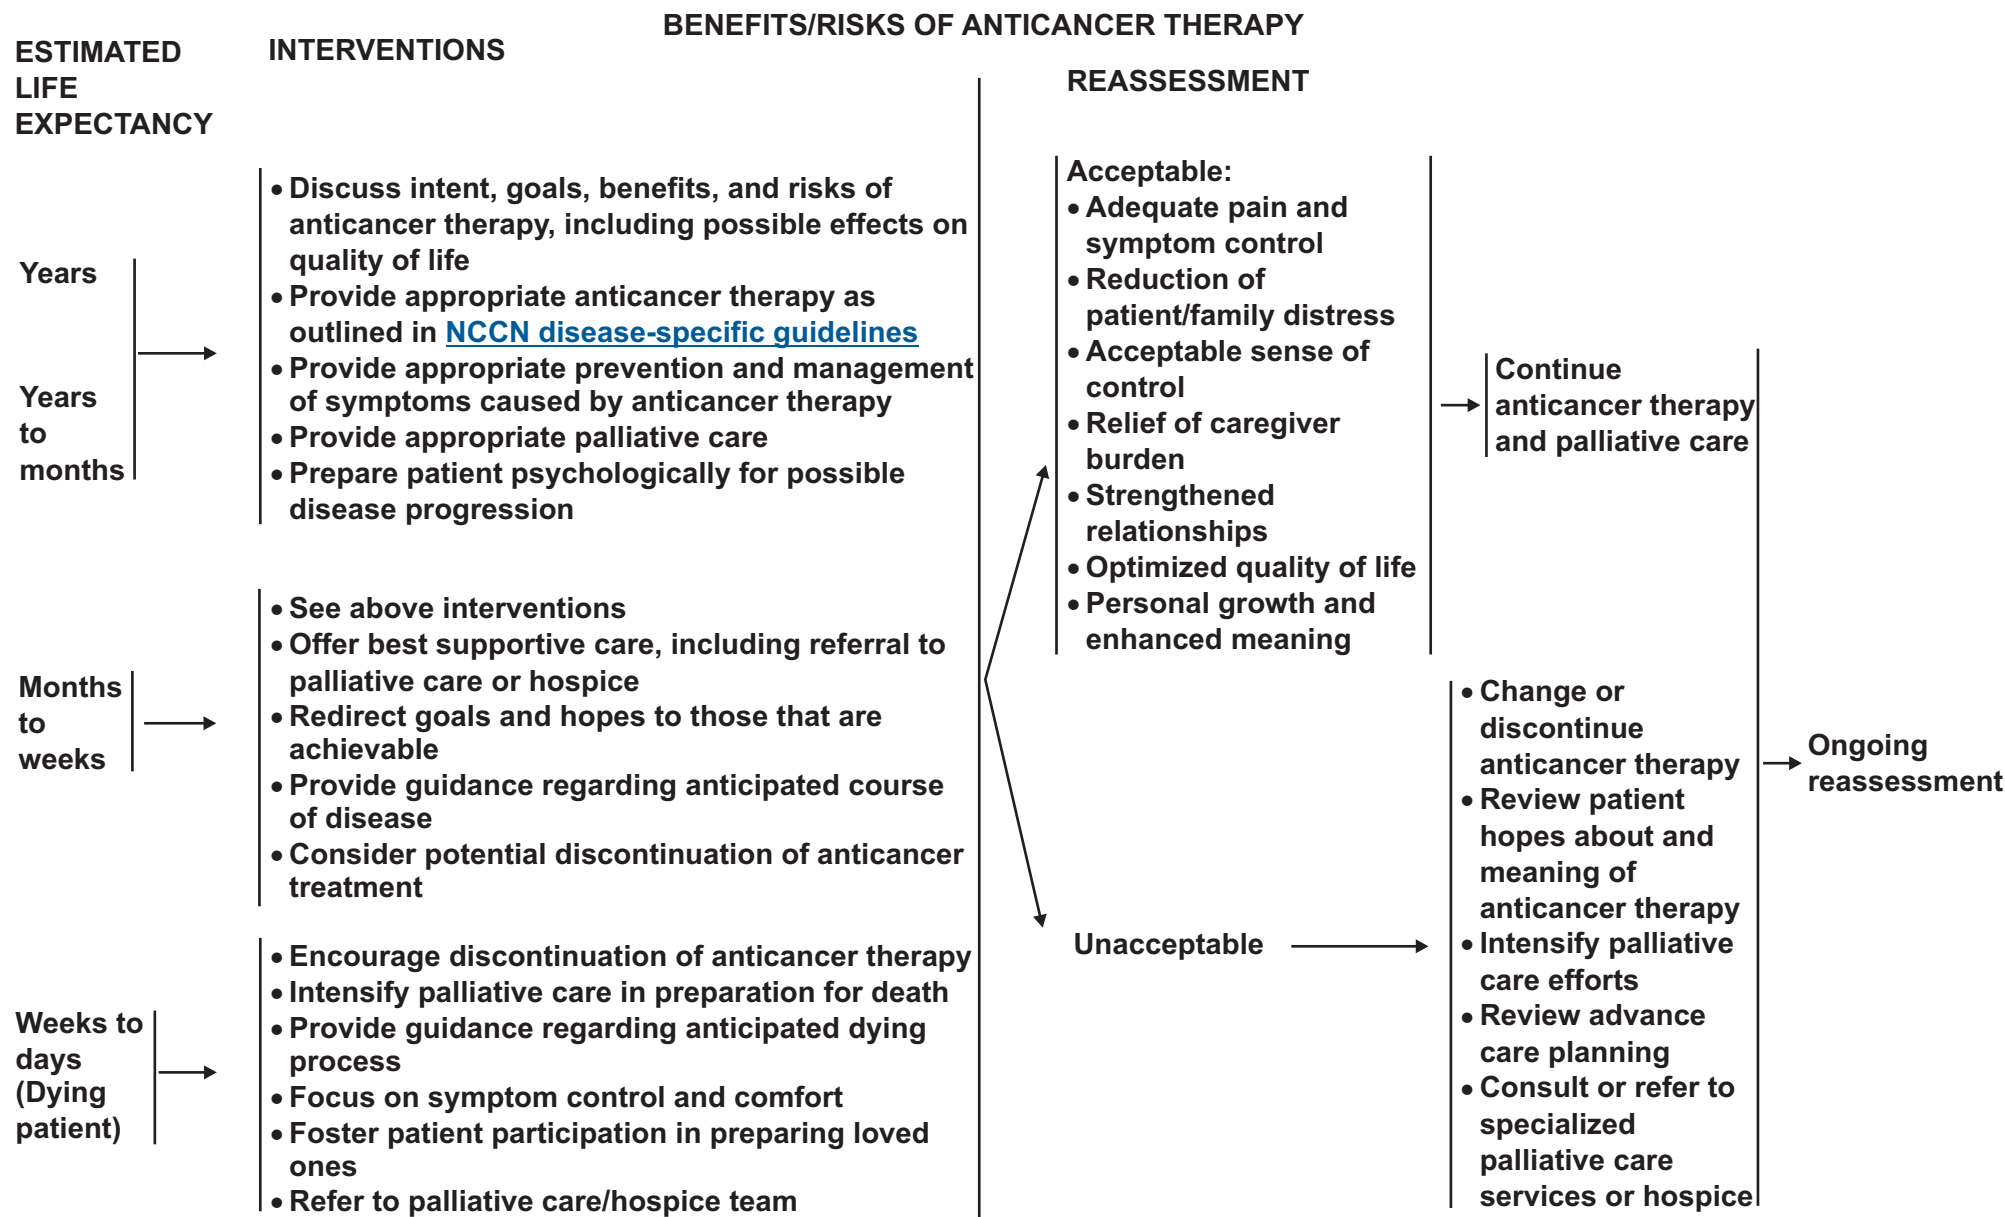 BENEFITS/RISKS OF ANTICANCER THERAPY
ESTIMATED
LIFE
EXPECTANCY
INTERVENTIONS
REASSESSMENT
Years
Years
to
months
• Discuss intent, goals, benefits, and risks of
anticancer therapy, including possible effects on
quality of life
• Provide appropriate anticancer therapy as
outlined in NCCN disease-specific guidelines
• Provide appropriate prevention and management
of symptoms caused by anticancer therapy
• Provide appropriate palliative care
• Prepare patient psychologically for possible
disease progression
Months
to
weeks
• See above interventions
• Offer best supportive care, including referral to
palliative care or hospice
• Redirect goals and hopes to those that are
achievable
• Provide guidance regarding anticipated course
of disease
• Consider potential discontinuation of anticancer
treatment
Weeks to
days
(Dying
patient)
• Encourage discontinuation of anticancer therapy
• Intensify palliative care in preparation for death
• Provide guidance regarding anticipated dying
process
• Focus on symptom control and comfort
• Foster patient participation in preparing loved
ones
• Refer to palliative care/hospice team
Acceptable:
• Adequate pain and
symptom control
• Reduction of
patient/family distress
• Acceptable sense of
control
• Relief of caregiver
burden
• Strengthened
relationships
• Optimized quality of life
• Personal growth and
enhanced meaning
Continue
anticancer therapy
and palliative care
Unacceptable
• Change or
discontinue
anticancer therapy
• Review patient
hopes about and
meaning of
anticancer therapy
• Intensify palliative
care efforts
• Review advance
care planning
• Consult or refer to
specialized
palliative care
services or hospice
Ongoing
reassessment